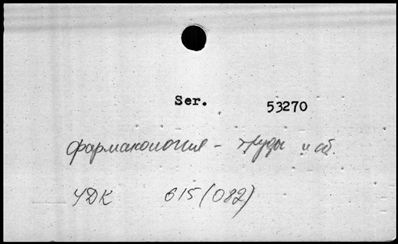 Ser. 53270
фармакология - труды и сб.
УДК 615(082)